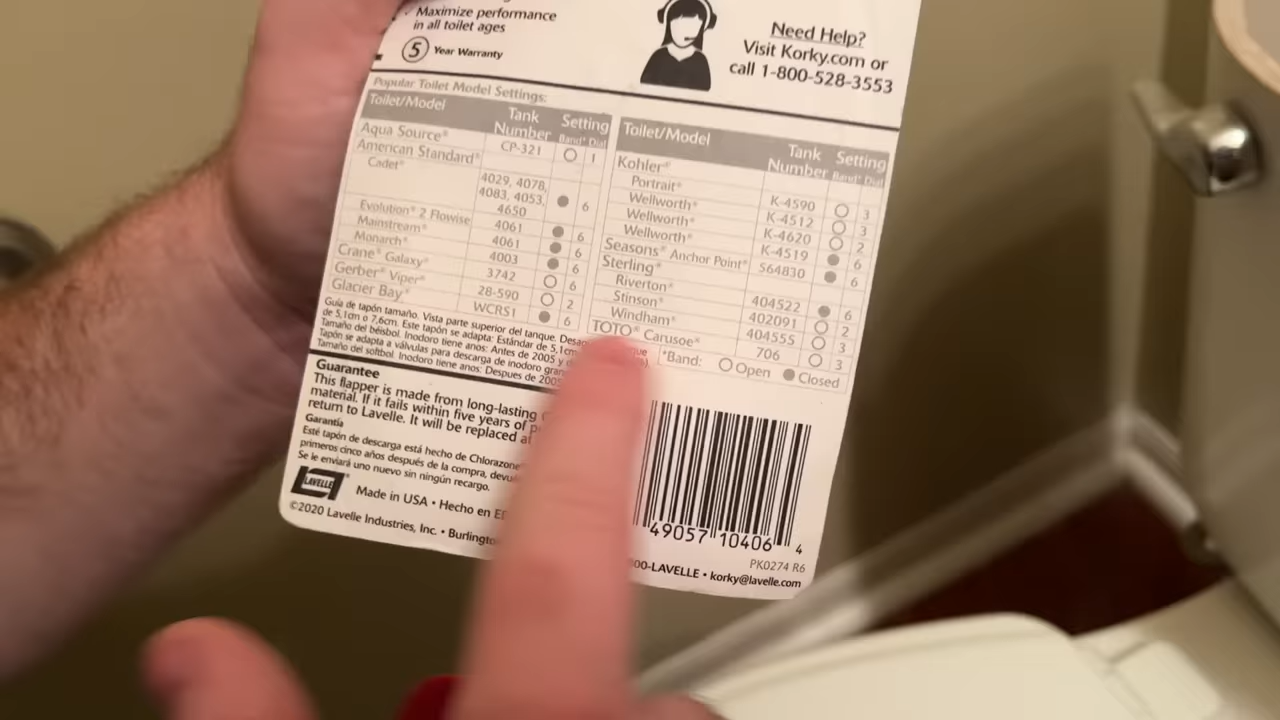 ✓ Maximize performance
in all toilet ages
5 Year Warranty
Need Help?
Visit Korky.com or
call 1-800-528-3553
Popular Toilet Model Settings:
Toilet/Model Tank Number Setting Band* Dial
Aqua Source® CP-321 ○ 1
American Standard®
Cadet® 4029, 4078,
4083, 4053, ● 6
4650
Evolution® 2 Flowise 4061 ● 6
Mainstream® 4061 ● 6
Monarch® 4003 ● 6
Crane® Galaxy® 3742 ○ 6
Gerber® Viper® 28-590 ○ 2
Glacier Bay® WCRS1 ● 6
Toilet/Model Tank Number Setting Band* Dial
Kohler®
Portrait® K-4590 ○ 3
Wellworth® K-4512 ○ 3
Wellworth® K-4620 ○ 2
Wellworth® K-4519 ● 6
Seasons® Anchor Point® S64830 ● 6
Sterling®
Riverton® 404522 ● 6
Stinson® 402091 ○ 2
Windham® 404555 ○ 3
TOTO® Carusoe® 706 ○ 3
*Band: ○ Open ● Closed
Guía de tapón tamaño. Vista parte superior del tanque.
de 5,1cm o 7,6cm. Este tapón se adapta: Estándar de 5,1cm
Tamaño del béisbol. Inodoro tiene anos: Antes de 2005 y
Tapón se adapta a válvulas para descarga de inodoro
Tamaño del softbol. Inodoro tiene anos: Despues de 2005
Guarantee
This flapper is made from long-lasting
material. If it fails within five years of
return to Lavelle. It will be replaced
Garantía
Esté tapón de descarga está hecho de Chlorazone
primeros cinco años después de la compra,
Se le enviará uno nuevo sin ningún recargo.
LAVELLE
Made in USA • Hecho en
©2020 Lavelle Industries, Inc. •
00-LAVELLE • korky@lavelle.com
49057 10406 4
PK0274 R6